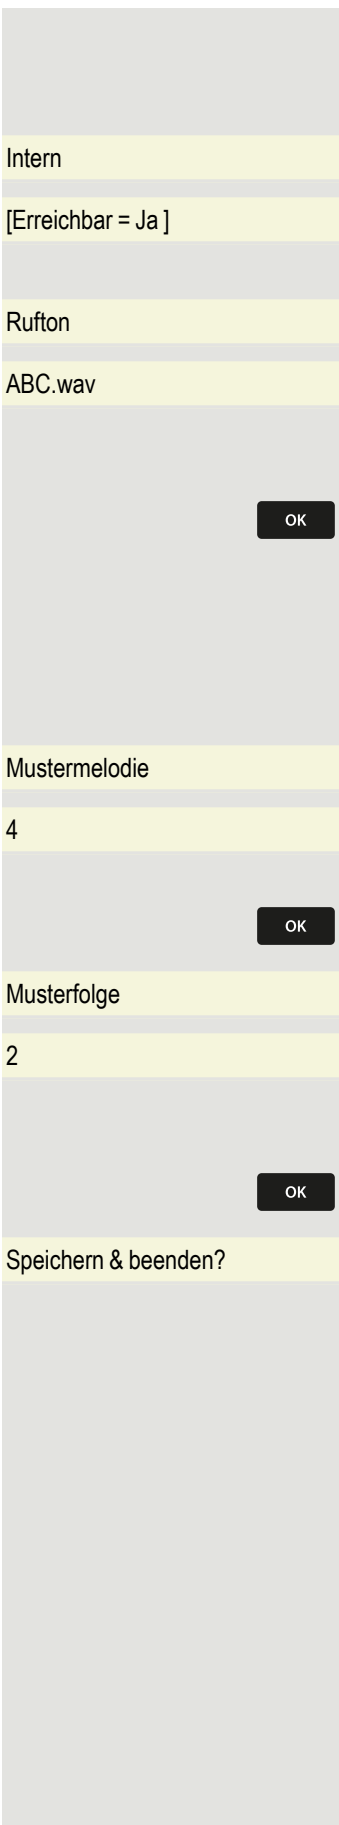 Intern
[Erreichbar = Ja ]
Rufton
ABC.wav
OK
Mustermelodie
4
OK
Musterfolge
2
OK
Speichern & beenden?